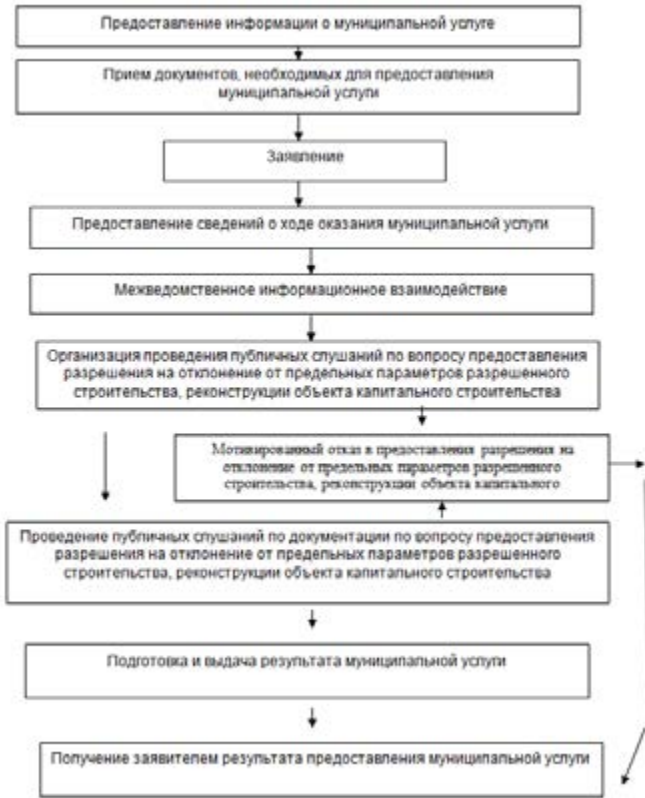 Предоставление информации о муниципальной услуге
Прием документов, необходимых для предоставления
муниципальной услуги
Заявление
Предоставление сведений о ходе оказания муниципальной услуги
Межведомственное информационное взаимодействие
Организация проведения публичных слушаний по вопросу предоставления
разрешения на отклонение от предельных параметров разрешенного
строительства, реконструкции объекта капитального строительства
Мотивированный отказ в предоставления разрешения на
отклонение от предельных параметров разрешенного
строительства, реконструкции объекта капитального
Проведение публичных слушаний по документации по вопросу предоставления
разрешения на отклонение от предельных параметров разрешенного
строительства, реконструкции объекта капитального строительства
Подготовка и выдача результата муниципальной услуги
Получение заявителем результата предоставления муниципальной услуги